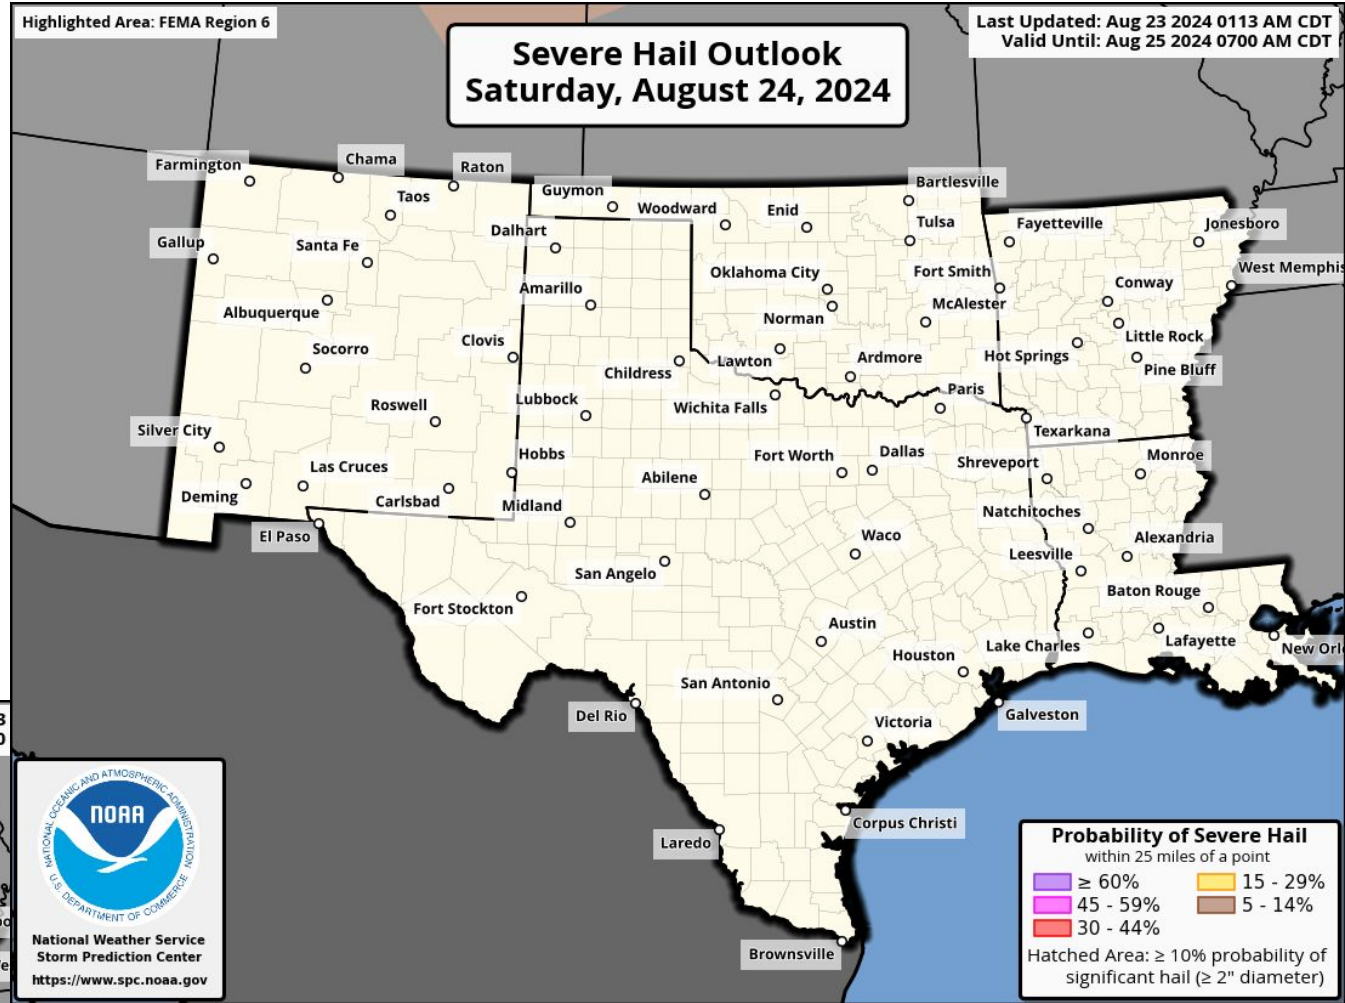 Highlighted Area: FEMA Region 6
Last Updated: Aug 23 2024 0113 AM CDT
Valid Until: Aug 25 2024 0700 AM CDT
Severe Hail Outlook
Saturday, August 24, 2024
Farmington
Chama
Raton
Taos
Guymon
Woodward
Enid
Bartlesville
Gallup
Santa Fe
Dalhart
Tulsa
Fayetteville
Jonesboro
Oklahoma City
Fort Smith
West Memphis
Amarillo
Conway
Albuquerque
Norman
McAlester
Little Rock
Socorro
Clovis
Childress
Lawton
Ardmore
Hot Springs
Pine Bluff
Roswell
Lubbock
Wichita Falls
Paris
Texarkana
Silver City
Las Cruces
Hobbs
Abilene
Fort Worth
Dallas
Shreveport
Monroe
Deming
Carlsbad
Midland
Natchitoches
El Paso
Waco
Alexandria
San Angelo
Leesville
Fort Stockton
Baton Rouge
Austin
Houston
Lake Charles
Lafayette
New Orl
San Antonio
Del Rio
Victoria
Galveston
Laredo
Corpus Christi
Brownsville
NATIONAL OCEANIC AND ATMOSPHERIC ADMINISTRATION
NOAA
U.S. DEPARTMENT OF COMMERCE
National Weather Service
Storm Prediction Center
https://www.spc.noaa.gov
Probability of Severe Hail
within 25 miles of a point
≥ 60%
15 - 29%
45 - 59%
5 - 14%
30 - 44%
Hatched Area: ≥ 10% probability of
significant hail (≥ 2" diameter)